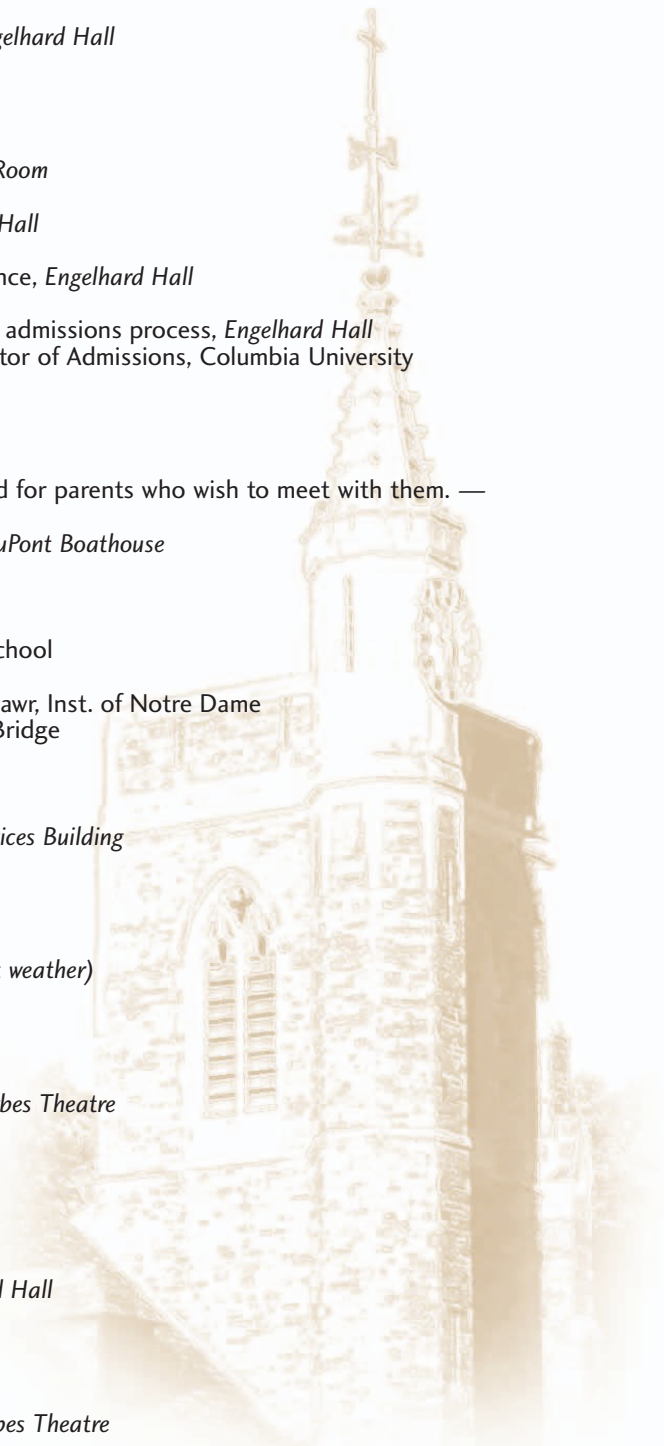 gelhard Hall
Room
Hall
nce, Engelhard Hall
admissions process, Engelhard Hall
tor of Admissions, Columbia University
d for parents who wish to meet with them. —
uPont Boathouse
chool
awr, Inst. of Notre Dame
Bridge
ices Building
weather)
bes Theatre
l Hall
bes Theatre